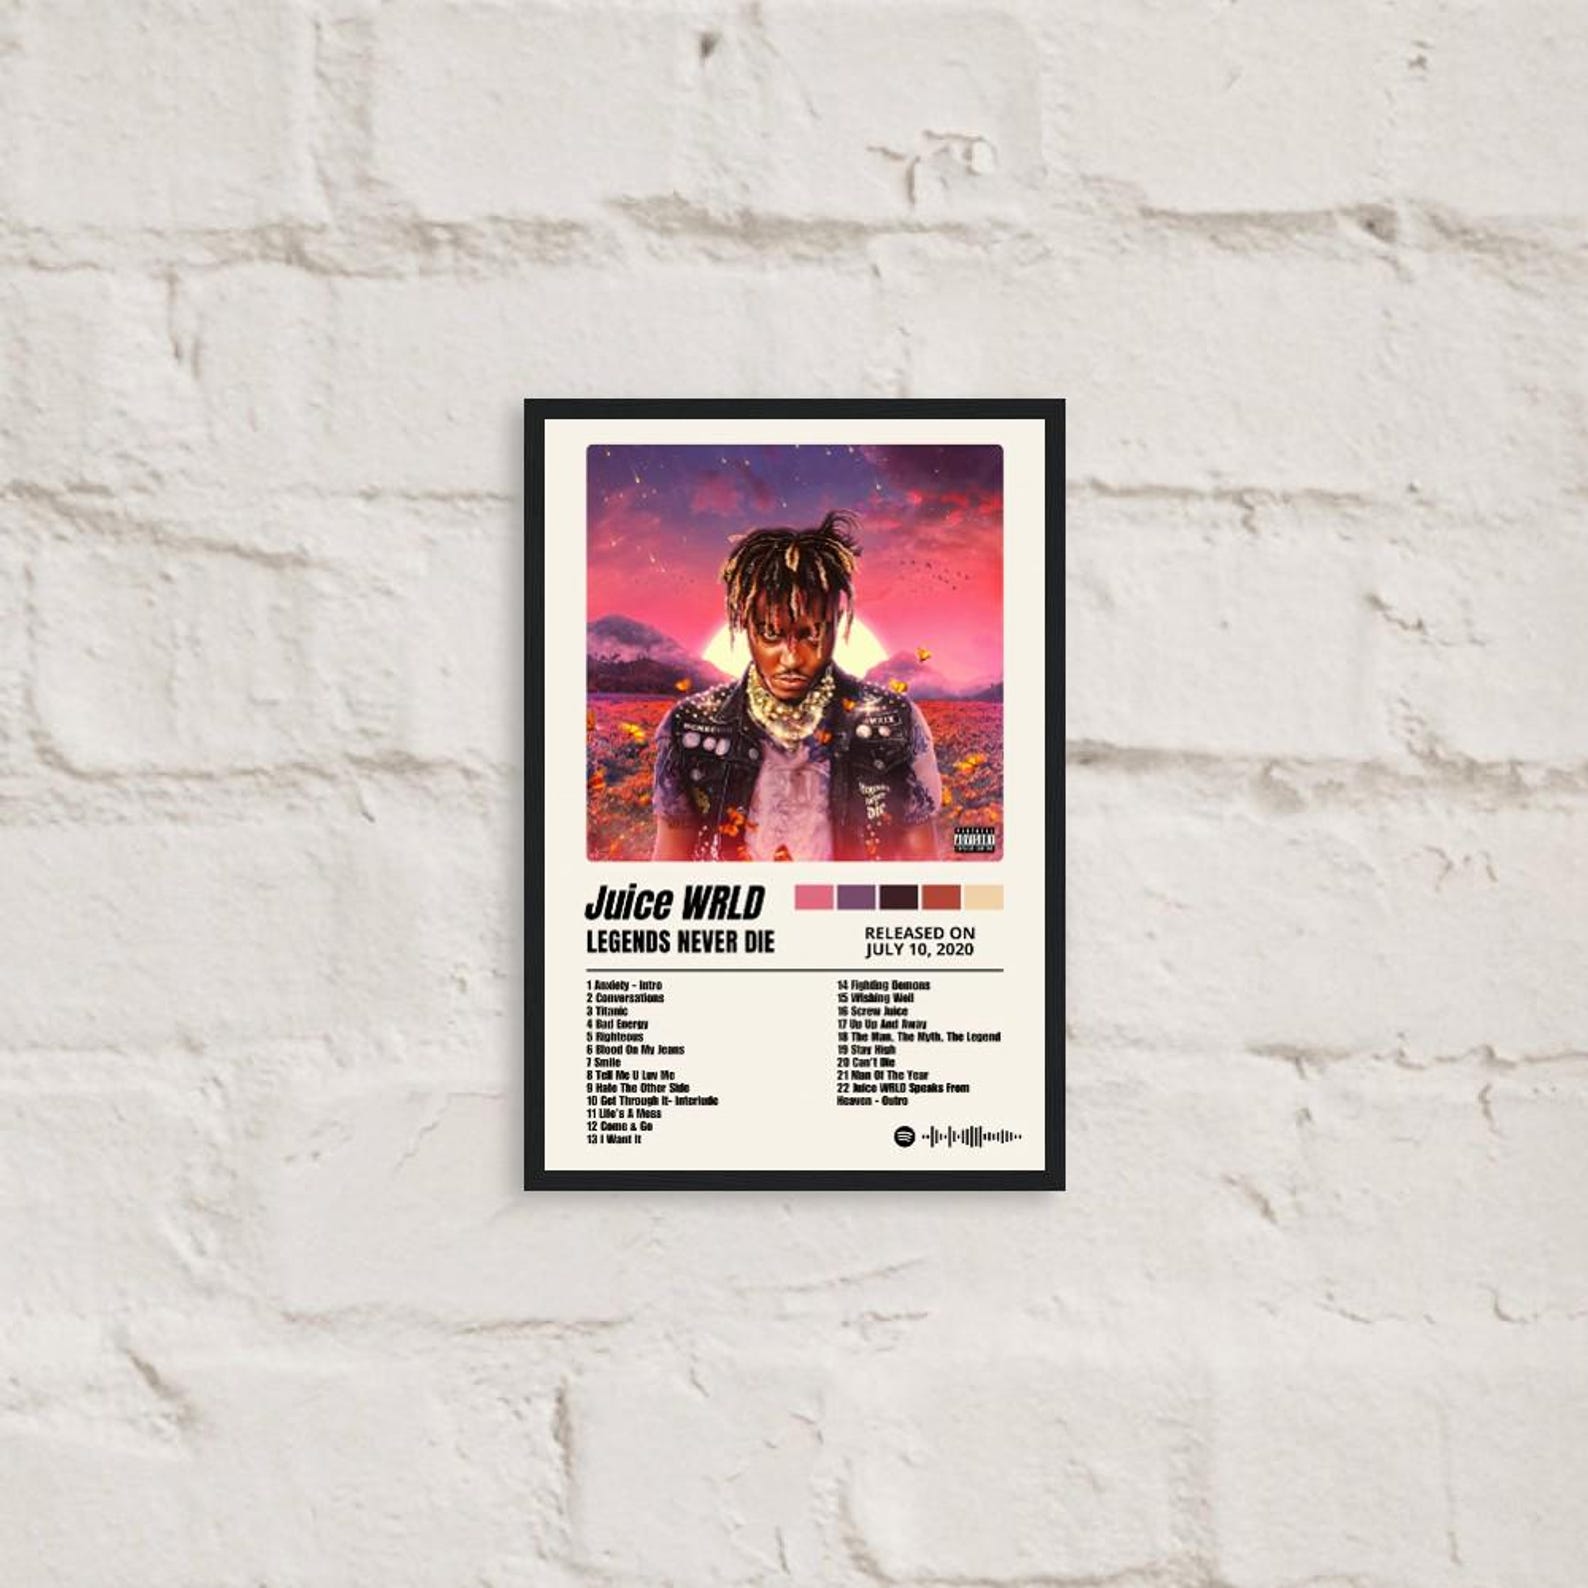 PARENTAL
ADVISORY
Juice WRLD
LEGENDS NEVER DIE
RELEASED ON
JULY 10, 2020
1 Anxiety - Intro
2 Conversations
3 Titanic
4 Bad Energy
5 Righteous
6 Blood On My Jeans
7 Smile
8 Tell Me U Luv Me
9 Hate The Other Side
10 Get Through It- Interlude
11 Life's A Mess
12 Come & Go
13 I Want It
14 Fighting Demons
15 Wishing Well
16 Screw Juice
17 Up Up And Away
18 The Man, The Myth, The Legend
19 Stay High
20 Can't Die
21 Man Of The Year
22 Juice WRLD Speaks From
Heaven - Outro